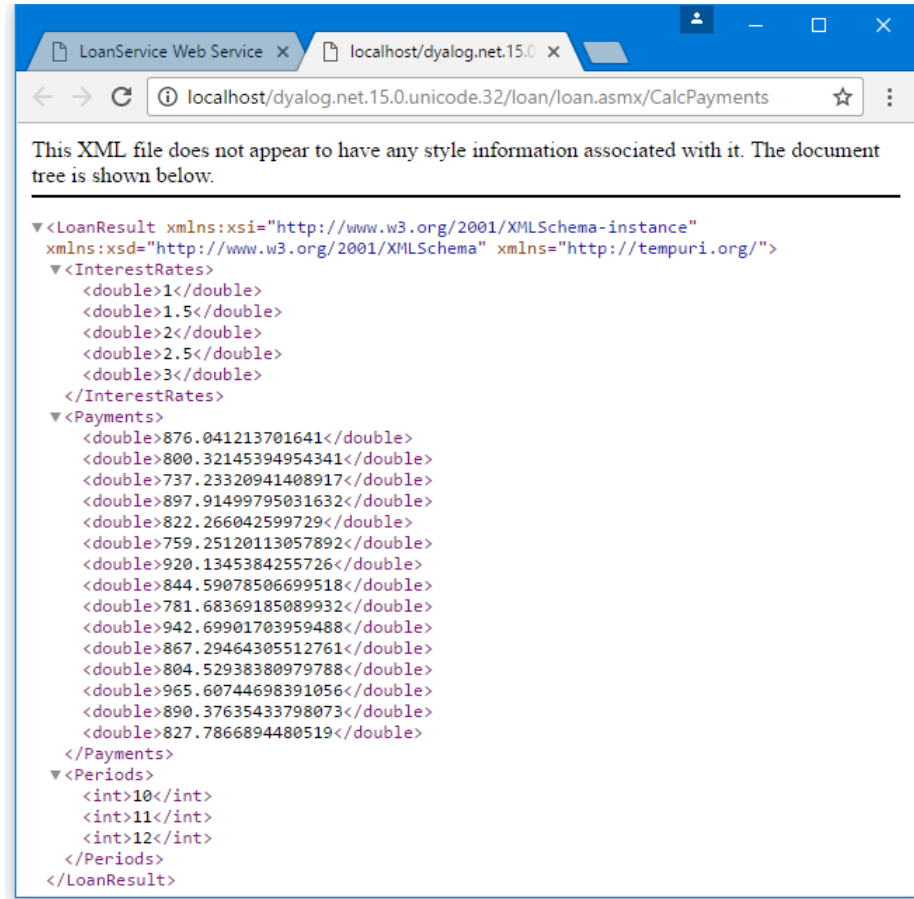 LoanService Web Service
localhost/dyalog.net.15.0
localhost/dyalog.net.15.0.unicode.32/loan/loan.asmx/CalcPayments
This XML file does not appear to have any style information associated with it. The document
tree is shown below.
<LoanResult xmlns:xsi="http://www.w3.org/2001/XMLSchema-instance"
xmlns:xsd="http://www.w3.org/2001/XMLSchema" xmlns="http://tempuri.org/">
<InterestRates>
<double>1</double>
<double>1.5</double>
<double>2</double>
<double>2.5</double>
<double>3</double>
</InterestRates>
<Payments>
<double>876.041213701641</double>
<double>800.32145394954341</double>
<double>737.23320941408917</double>
<double>897.91499795031632</double>
<double>822.266042599729</double>
<double>759.25120113057892</double>
<double>920.1345384255726</double>
<double>844.59078506699518</double>
<double>781.68369185089932</double>
<double>942.69901703959488</double>
<double>867.29464305512761</double>
<double>804.52938380979788</double>
<double>965.60744698391056</double>
<double>890.37635433798073</double>
<double>827.7866894480519</double>
</Payments>
<Periods>
<int>10</int>
<int>11</int>
<int>12</int>
</Periods>
</LoanResult>